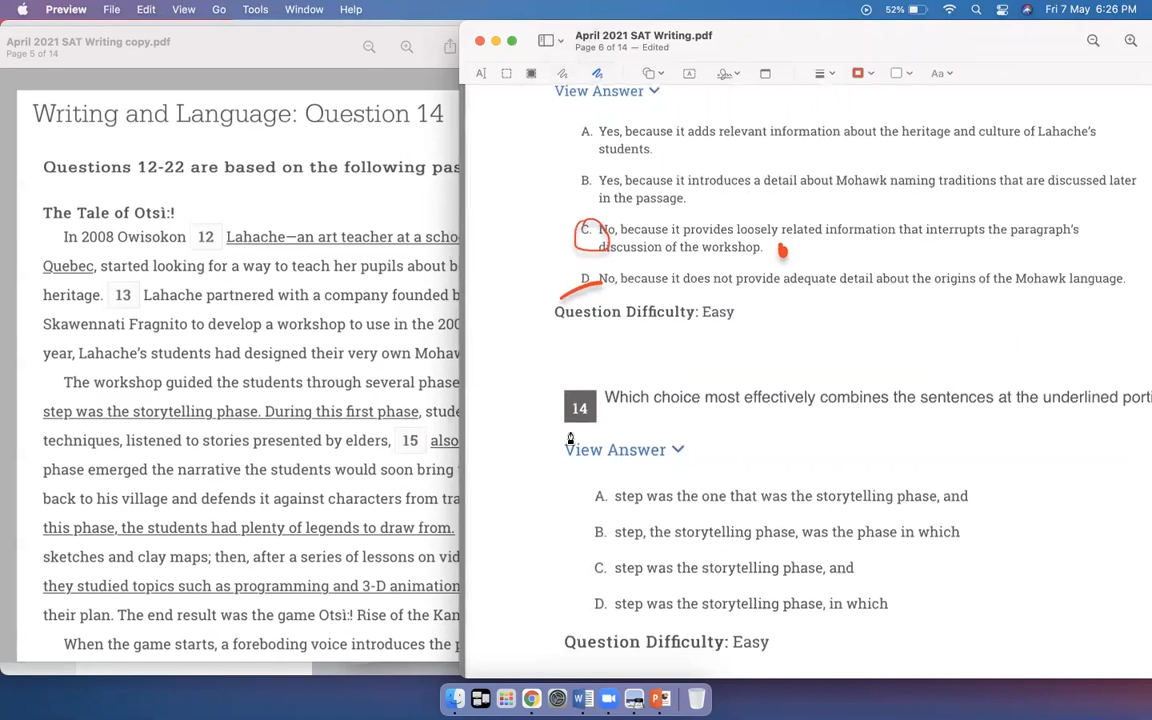 Preview File Edit View Go Tools Window Help 52% Fri 7 May 6:26 PM
April 2021 SAT Writing copy.pdf
Page 5 of 14
Writing and Language: Question 14
Questions 12-22 are based on the following pas
The Tale of Otsì:!
In 2008 Owisokon 12 Lahache—an art teacher at a scho
Quebec, started looking for a way to teach her pupils about b
heritage. 13 Lahache partnered with a company founded b
Skawennati Fragnito to develop a workshop to use in the 200
year, Lahache’s students had designed their very own Mohaw
The workshop guided the students through several phase
step was the storytelling phase. During this first phase, stude
techniques, listened to stories presented by elders, 15 also
phase emerged the narrative the students would soon bring
back to his village and defends it against characters from tra
this phase, the students had plenty of legends to draw from.
sketches and clay maps; then, after a series of lessons on vid
they studied topics such as programming and 3-D animation
their plan. The end result was the game Otsì:! Rise of the Kan
When the game starts, a foreboding voice introduces the p
April 2021 SAT Writing.pdf
Page 6 of 14 — Edited
Aa
View Answer
A. Yes, because it adds relevant information about the heritage and culture of Lahache’s
students.
B. Yes, because it introduces a detail about Mohawk naming traditions that are discussed later
in the passage.
C. No, because it provides loosely related information that interrupts the paragraph’s
discussion of the workshop.
D. No, because it does not provide adequate detail about the origins of the Mohawk language.
Question Difficulty: Easy
14 Which choice most effectively combines the sentences at the underlined porti
View Answer
A. step was the one that was the storytelling phase, and
B. step, the storytelling phase, was the phase in which
C. step was the storytelling phase, and
D. step was the storytelling phase, in which
Question Difficulty: Easy